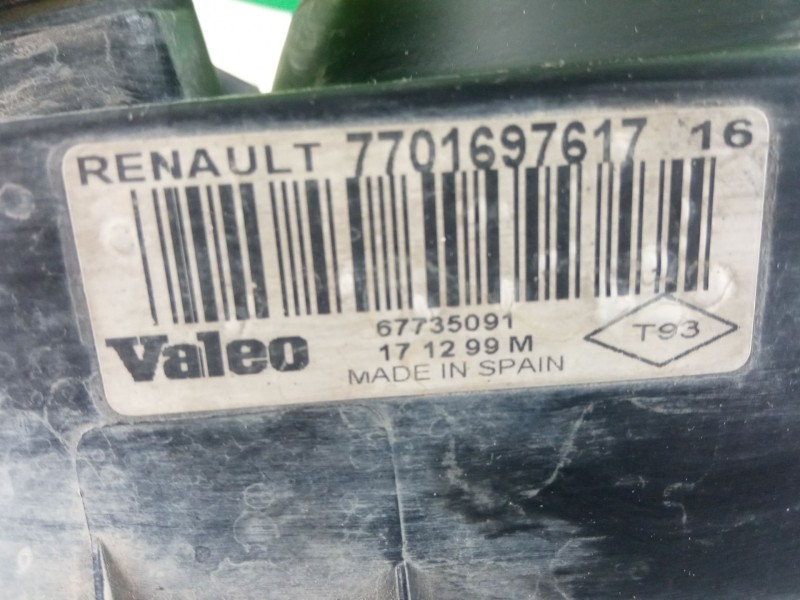 RENAULT 7701697617 16
67735091
Valeo
17 12 99 M
T93
MADE IN SPAIN